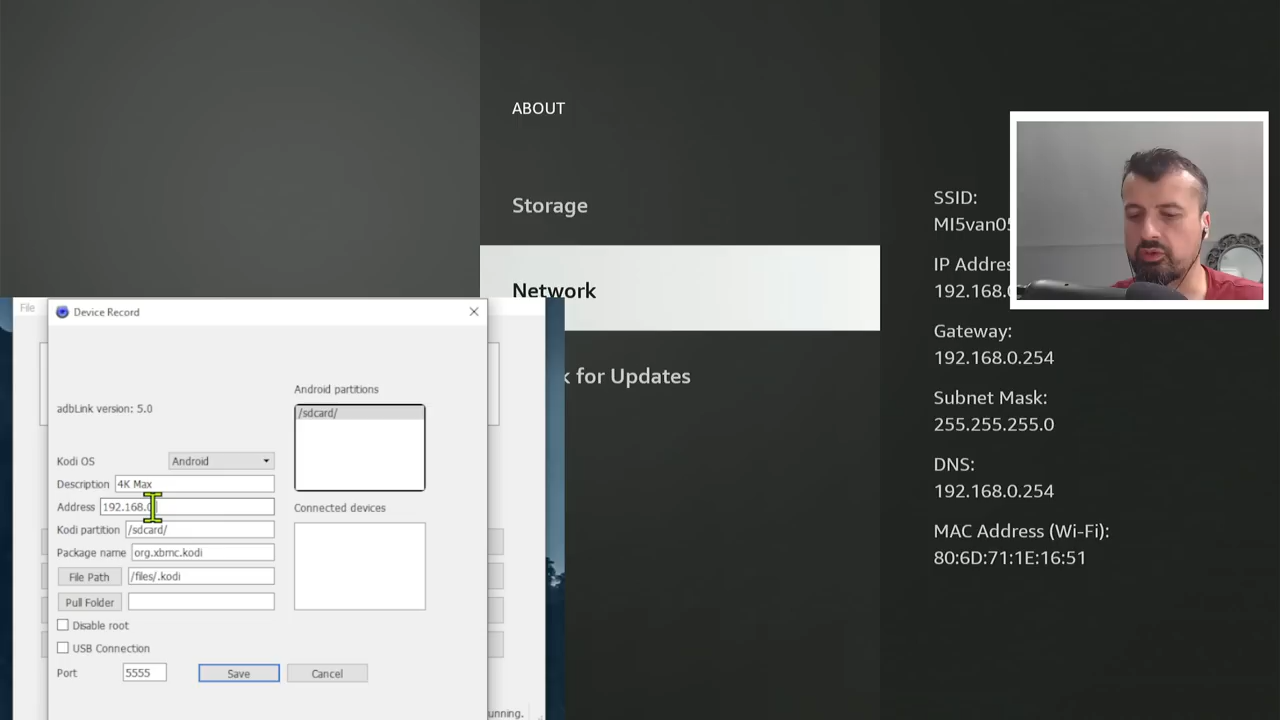 ABOUT
Storage
Network
k for Updates
SSID:
MI5van05
IP Addres
192.168.
Gateway:
192.168.0.254
Subnet Mask:
255.255.255.0
DNS:
192.168.0.254
MAC Address (Wi-Fi):
80:6D:71:1E:16:51
File
Device Record
adbLink version: 5.0
Kodi OS
Android
Description
4K Max
Address
192.168.0
Kodi partition
/sdcard/
Package name
org.xbmc.kodi
File Path
/files/.kodi
Pull Folder
Disable root
USB Connection
Port
5555
Save
Cancel
Android partitions
/sdcard/
Connected devices
unning.